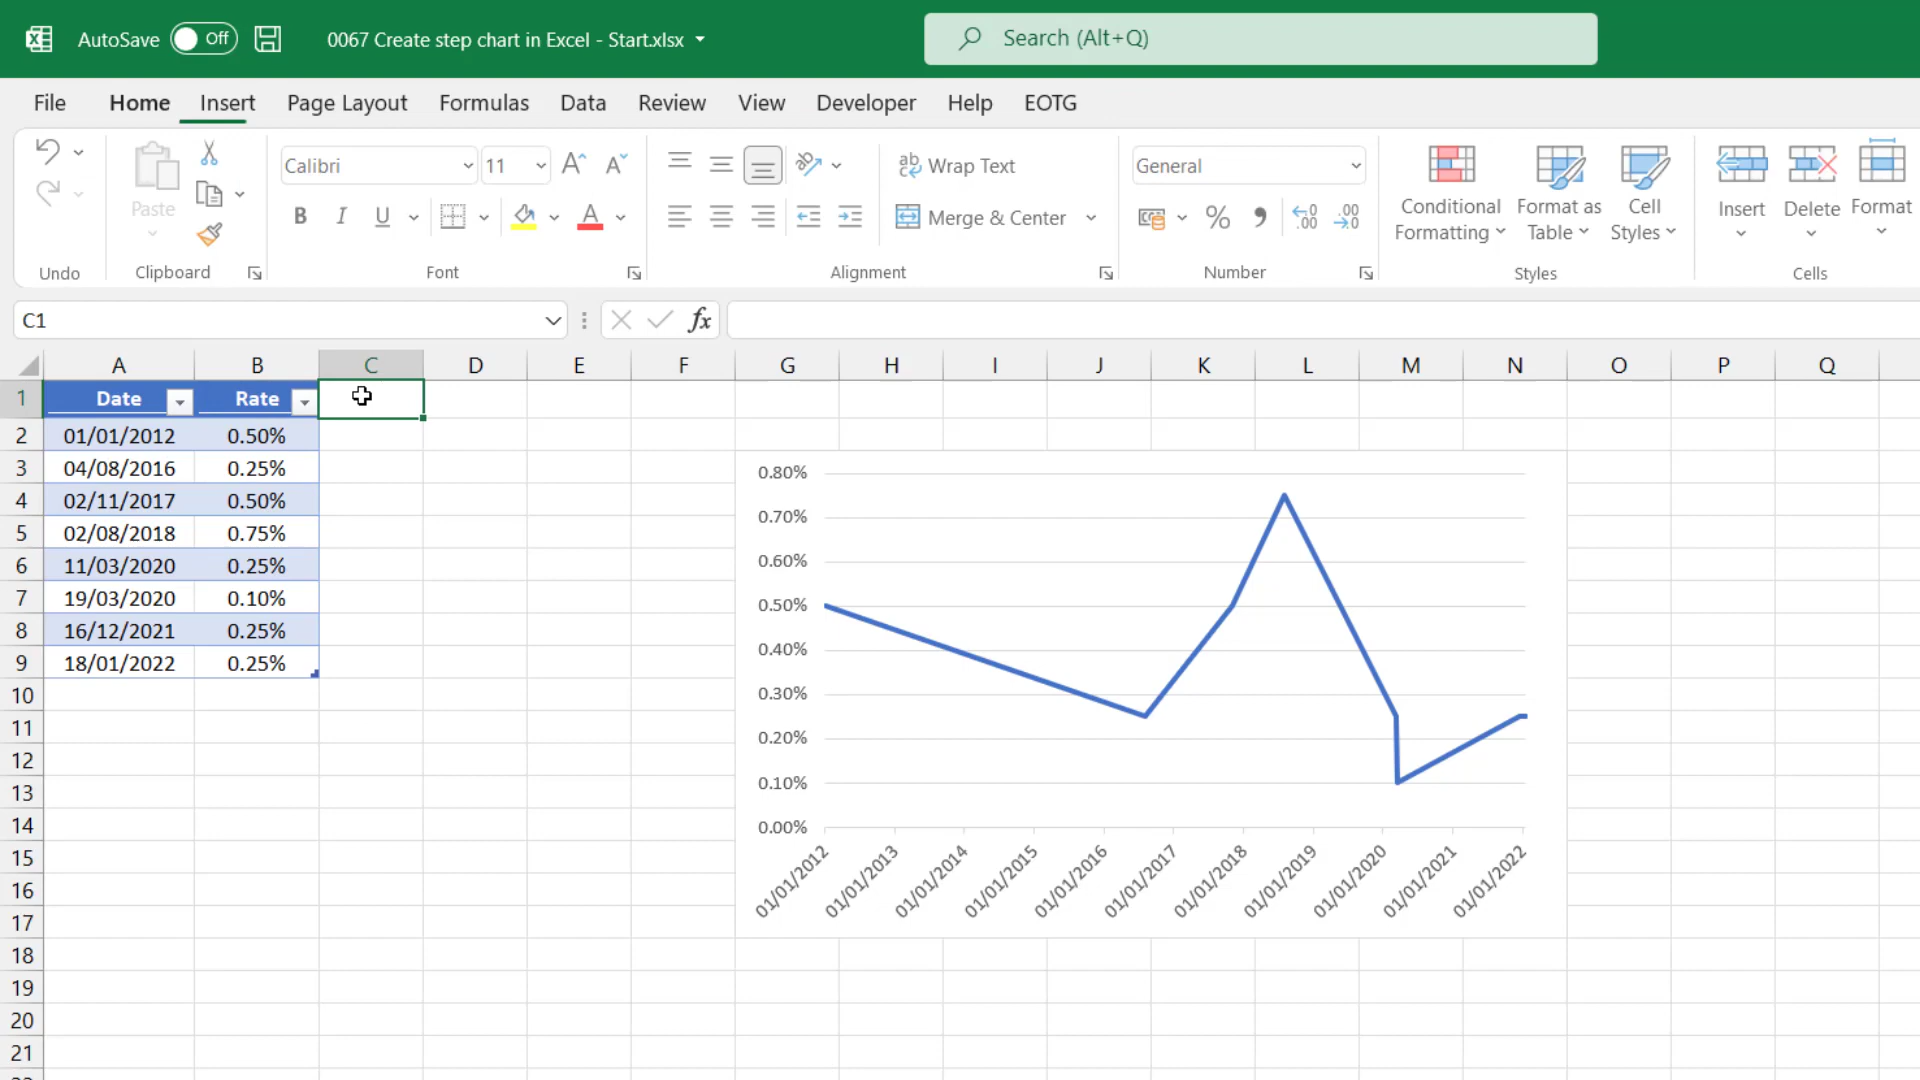 AutoSave Off 0067 Create step chart in Excel - Start.xlsx Search (Alt+Q)
File Home Insert Page Layout Formulas Data Review View Developer Help EOTG
Calibri 11 Wrap Text General
Paste B I U Merge & Center % Conditional Formatting Format as Table Cell Styles Insert Delete Format
Undo Clipboard Font Alignment Number Styles Cells
C1 fx
A B C D E F G H I J K L M N O P Q
1 Date Rate
2 01/01/2012 0.50%
3 04/08/2016 0.25%
4 02/11/2017 0.50%
5 02/08/2018 0.75%
6 11/03/2020 0.25%
7 19/03/2020 0.10%
8 16/12/2021 0.25%
9 18/01/2022 0.25%
10
11
12
13
14
15
16
17
18
19
20
21
0.80%
0.70%
0.60%
0.50%
0.40%
0.30%
0.20%
0.10%
0.00%
01/01/2012 01/01/2013 01/01/2014 01/01/2015 01/01/2016 01/01/2017 01/01/2018 01/01/2019 01/01/2020 01/01/2021 01/01/2022